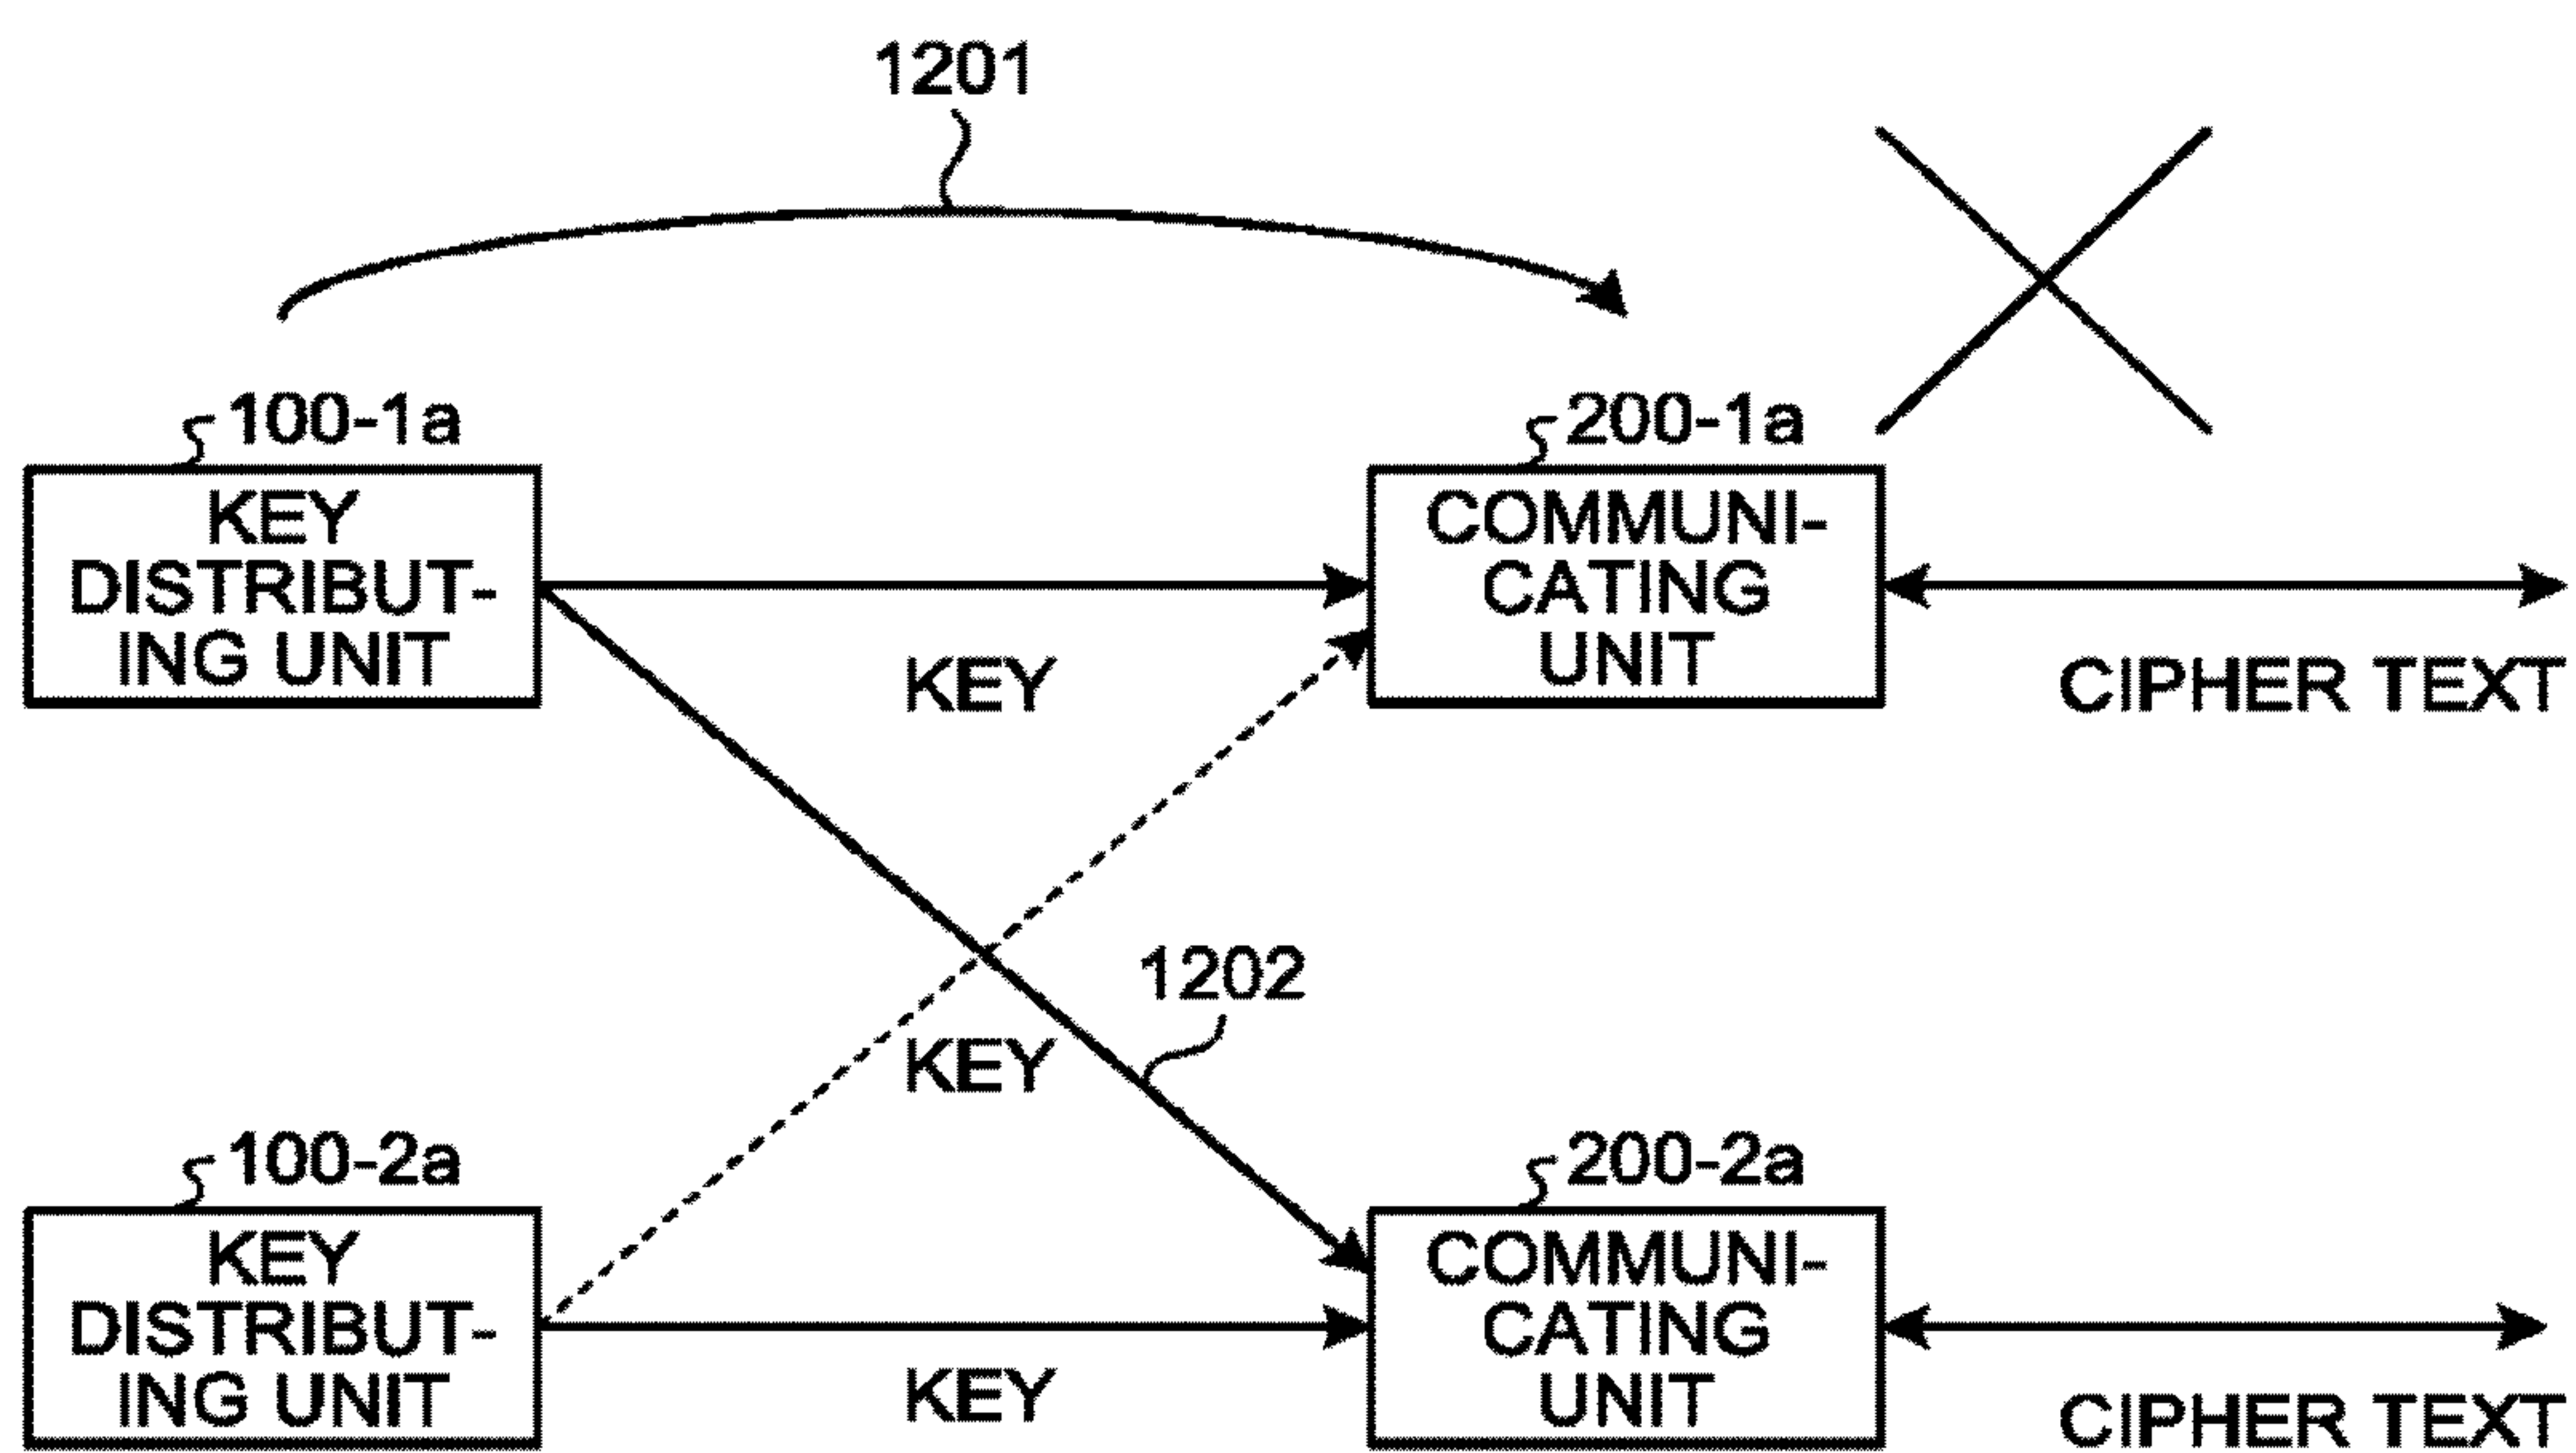 1201
100-1a
200-1a
KEY
DISTRIBUT-
ING UNIT
COMMUNI-
CATING
UNIT
KEY
CIPHER TEXT
1202
KEY
100-2a
200-2a
KEY
DISTRIBUT-
ING UNIT
COMMUNI-
CATING
UNIT
KEY
CIPHER TEXT